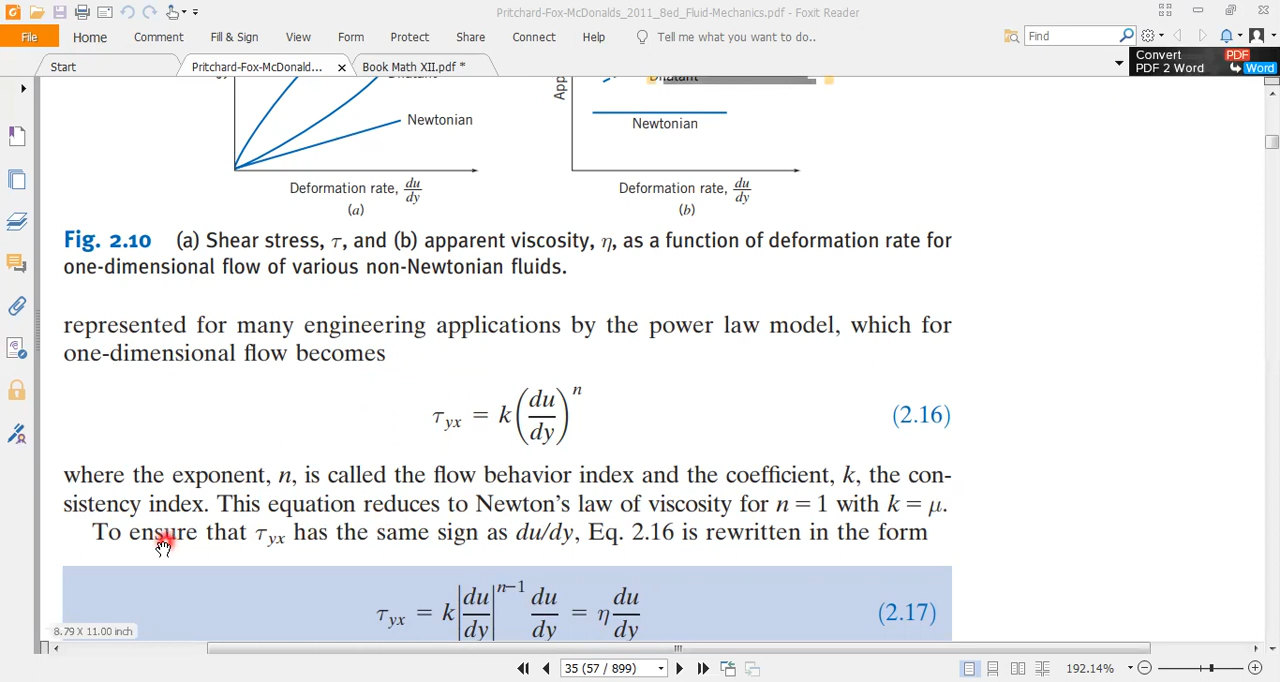 Pritchard-Fox-McDonalds_2011_8ed_Fluid-Mechanics.pdf - Foxit Reader
File Home Comment Fill & Sign View Form Protect Share Connect Help Tell me what you want to do.. Find
Start Pritchard-Fox-McDonald... Book Math XII.pdf *
Convert PDF
PDF 2 Word Word
Dilatant
Newtonian
Deformation rate, du/dy
(a)
App
Dilatant
Newtonian
Deformation rate, du/dy
(b)
Fig. 2.10 (a) Shear stress, τ, and (b) apparent viscosity, η, as a function of deformation rate for
one-dimensional flow of various non-Newtonian fluids.
represented for many engineering applications by the power law model, which for
one-dimensional flow becomes
τyx = k(du/dy)^n (2.16)
where the exponent, n, is called the flow behavior index and the coefficient, k, the con-
sistency index. This equation reduces to Newton's law of viscosity for n = 1 with k = μ.
To ensure that τyx has the same sign as du/dy, Eq. 2.16 is rewritten in the form
τyx = k|du/dy|^n−1 du/dy = η du/dy (2.17)
8.79 X 11.00 inch
35 (57 / 899) 192.14%